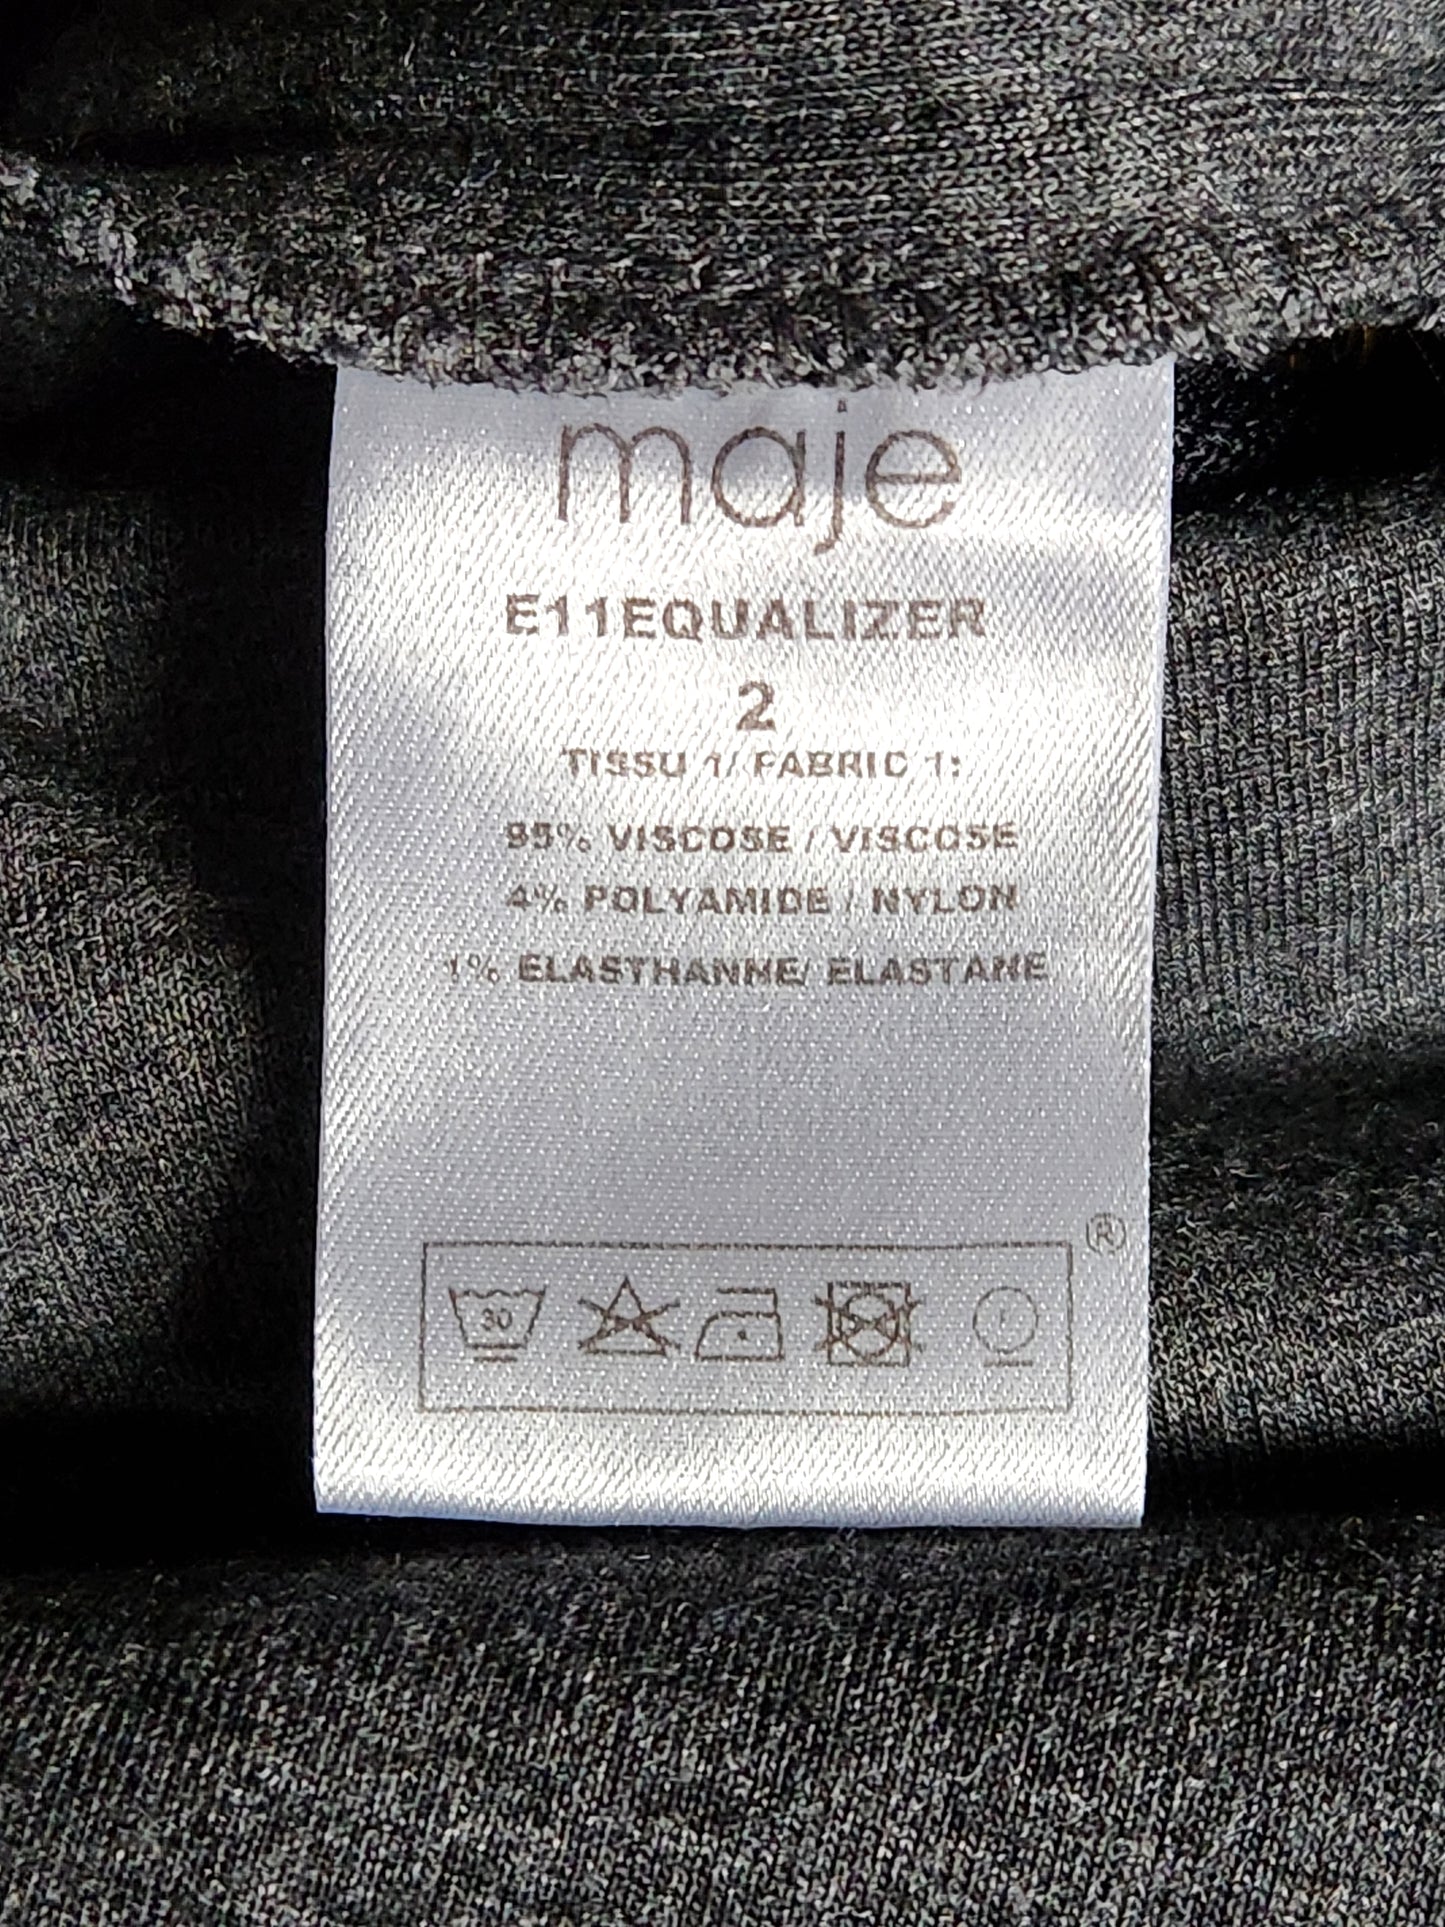 maje
E11EQUALIZER
2
TISSU 1/ FABRIC 1:
95% VISCOSE / VISCOSE
4% POLYAMIDE / NYLON
1% ELASTHANNE/ ELASTANE
®
30